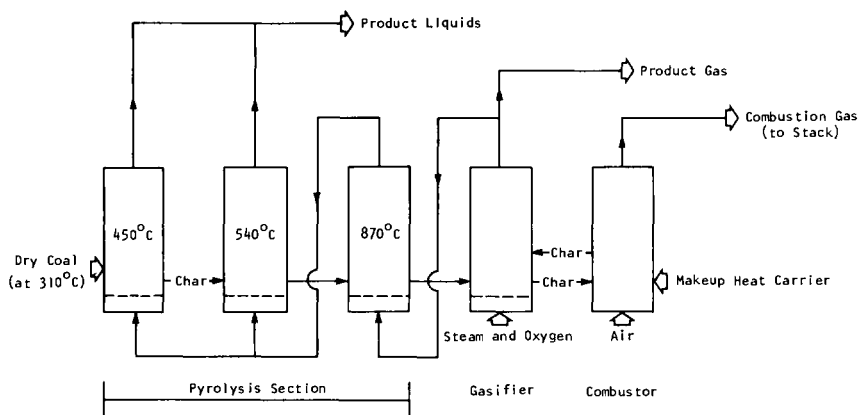 Product Liquids
Product Gas
Combustion Gas
(to Stack)
450°C
540°C
870°C
Dry Coal
(at 310°C)
Char
Char
Char
Makeup Heat Carrier
Steam and Oxygen
Air
Pyrolysis Section
Gasifier
Combustor